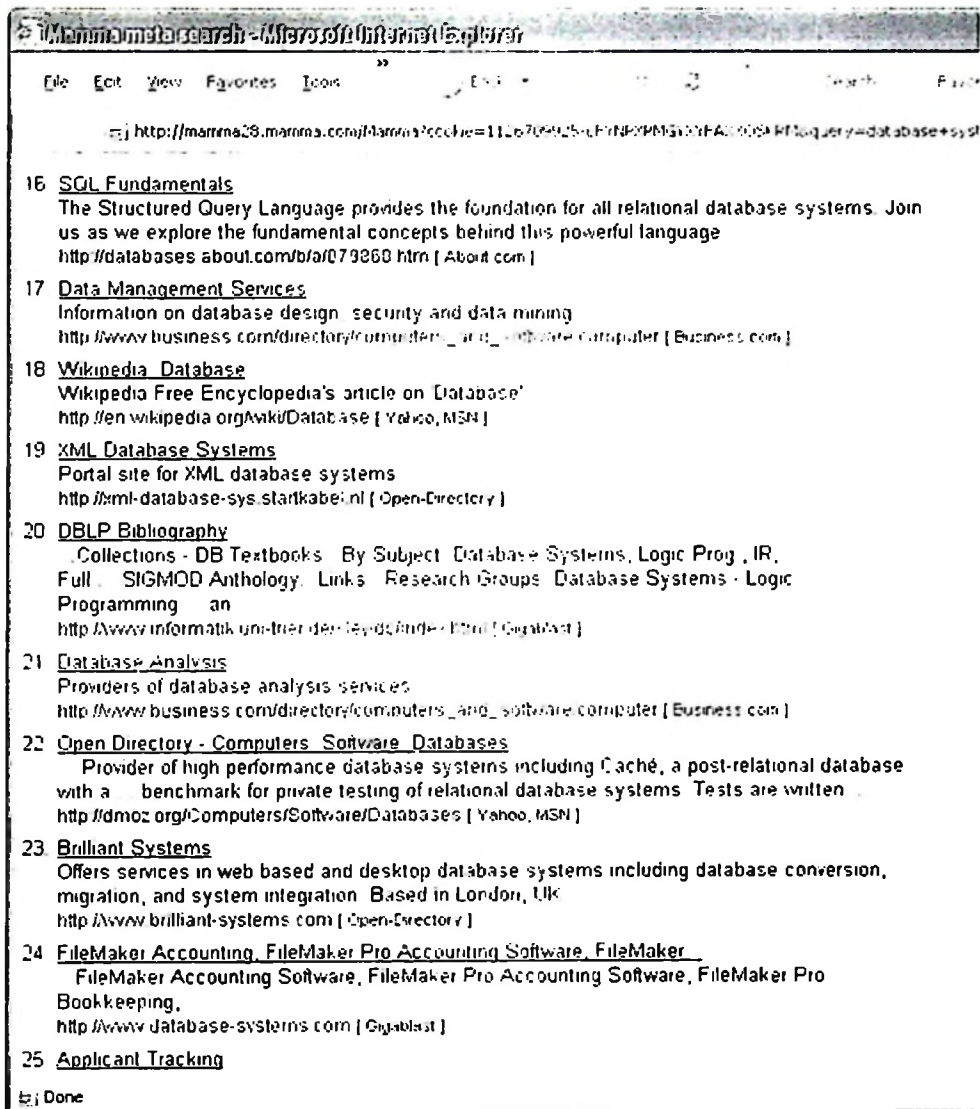 Mamma meta search - Microsoft Internet Explorer
»
File Edit View Favorites Tools Search
16 SQL Fundamentals
The Structured Query Language provides the foundation for all relational database systems. Join
us as we explore the fundamental concepts behind this powerful language
http://databases.about.com/b/a/079868.htm [ About com ]
17 Data Management Services
Information on database design, security and data mining
http://www.business.com/directory/computers_and_software.computer [ Business com ]
18 Wikipedia Database
Wikipedia Free Encyclopedia's article on 'Database'
http://en.wikipedia.org/wiki/Database [ Yahoo, MSN ]
19 XML Database Systems
Portal site for XML database systems
http://xml-database-sys.startkabel.nl [ Open-Directory ]
20 DBLP Bibliography
Collections - DB Textbooks By Subject Database Systems, Logic Prog , IR,
Full SIGMOD Anthology. Links Research Groups Database Systems - Logic
Programming an
[ Gigablast ]
21 Database Analysis
Providers of database analysis services
http://www.business.com/directory/computers_and_software.computer [ Business com ]
22 Open Directory - Computers Software Databases
Provider of high performance database systems including Caché, a post-relational database
with a benchmark for private testing of relational database systems Tests are written
http://dmoz.org/Computers/Software/Databases [ Yahoo, MSN ]
23. Brilliant Systems
Offers services in web based and desktop database systems including database conversion,
migration, and system integration Based in London, UK
http://www.brilliant-systems.com [ Open-Directory ]
24 FileMaker Accounting, FileMaker Pro Accounting Software, FileMaker
FileMaker Accounting Software, FileMaker Pro Accounting Software, FileMaker Pro
Bookkeeping,
http://www.database-systems.com [ Gigablast ]
25 Applicant Tracking
Done